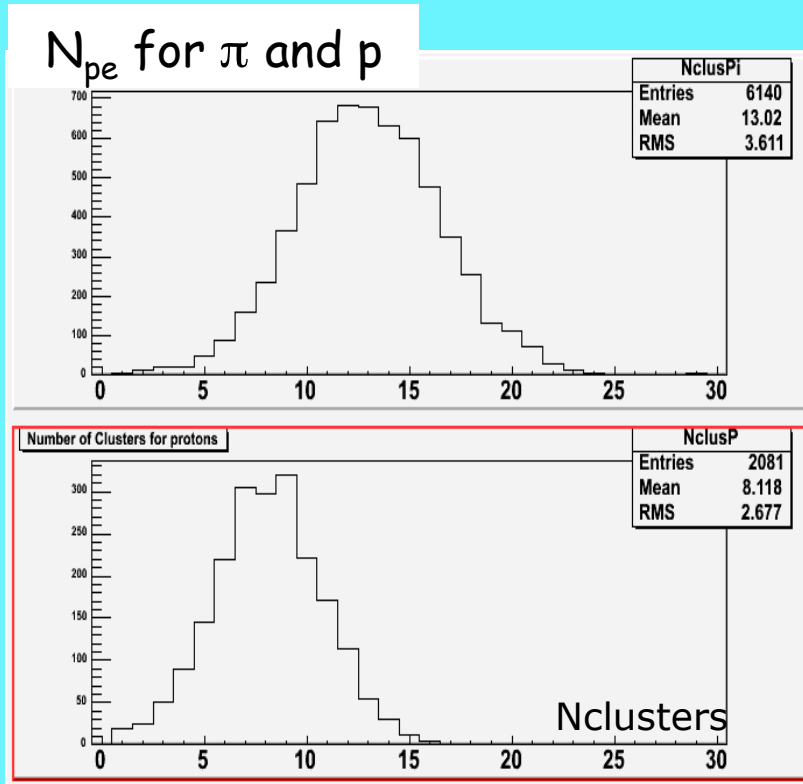 N_pe for π and p
NclusPi
Entries 6140
Mean 13.02
RMS 3.611
700
600
500
400
300
200
100
0
0 5 10 15 20 25 30
Number of Clusters for protons
NclusP
Entries 2081
Mean 8.118
RMS 2.677
300
250
200
150
100
50
0
Nclusters
0 5 10 15 20 25 30